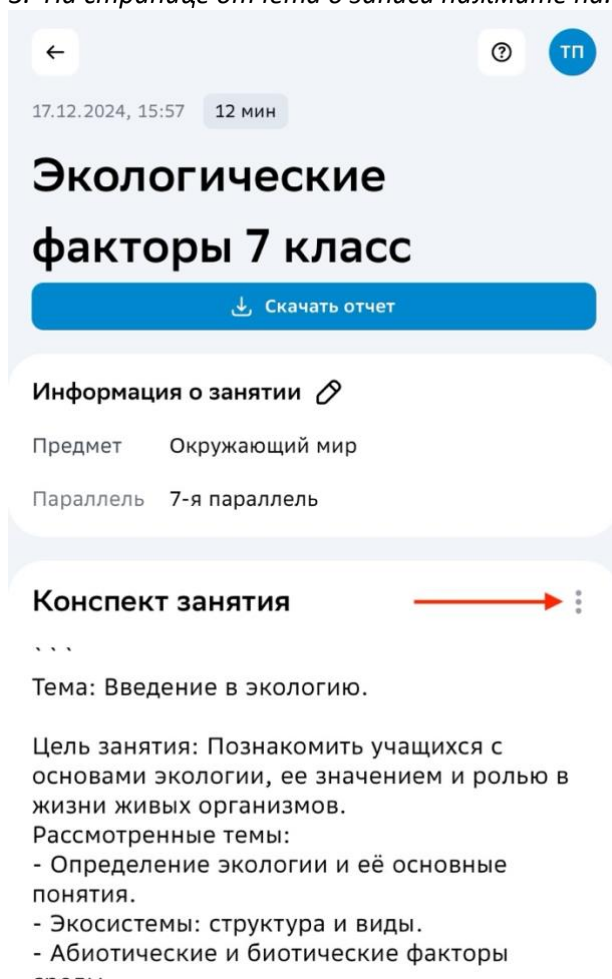 3. На странице отчета о записи нажмите на
←
ТП
17.12.2024, 15:57 12 мин
Экологические
факторы 7 класс
Скачать отчет
Информация о занятии
Предмет Окружающий мир
Параллель 7-я параллель
Конспект занятия
```
Тема: Введение в экологию.
Цель занятия: Познакомить учащихся с
основами экологии, ее значением и ролью в
жизни живых организмов.
Рассмотренные темы:
- Определение экологии и её основные
понятия.
- Экосистемы: структура и виды.
- Абиотические и биотические факторы